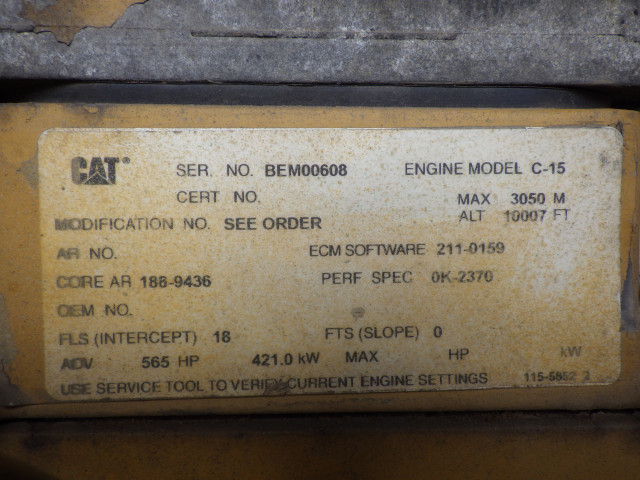 CAT® SER. NO. BEM00608 ENGINE MODEL C-15
CERT NO. MAX 3050 M
MODIFICATION NO. SEE ORDER ALT 10007 FT
AR NO. ECM SOFTWARE 211-0159
CORE AR 188-9436 PERF SPEC 0K-2370
OEM NO.
FLS (INTERCEPT) 18 FTS (SLOPE) 0
ADV 565 HP 421.0 kW MAX HP kW
USE SERVICE TOOL TO VERIFY CURRENT ENGINE SETTINGS 115-5852 2